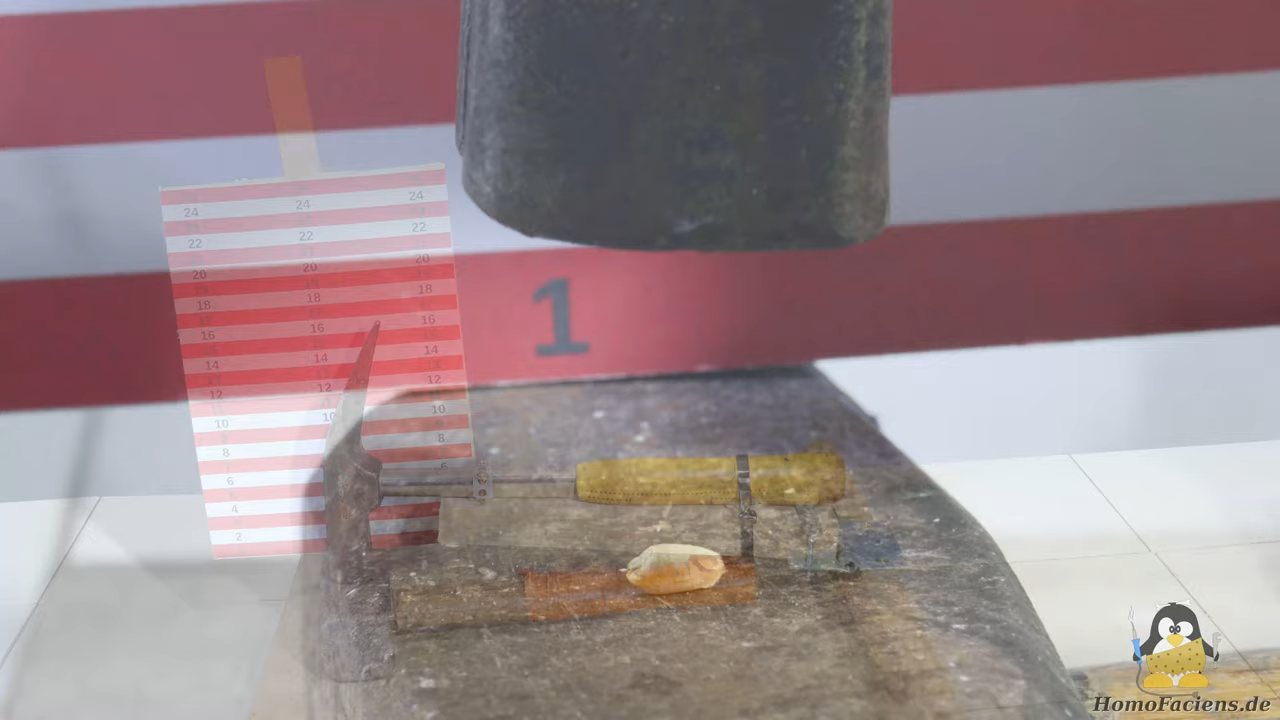 24 24 24
22 22 22
20 20 20
18 18 18
16 16 16
14 14 14
12 12 12
10 10 10
8 8
6 6
4
2
1
HomoFaciens.de